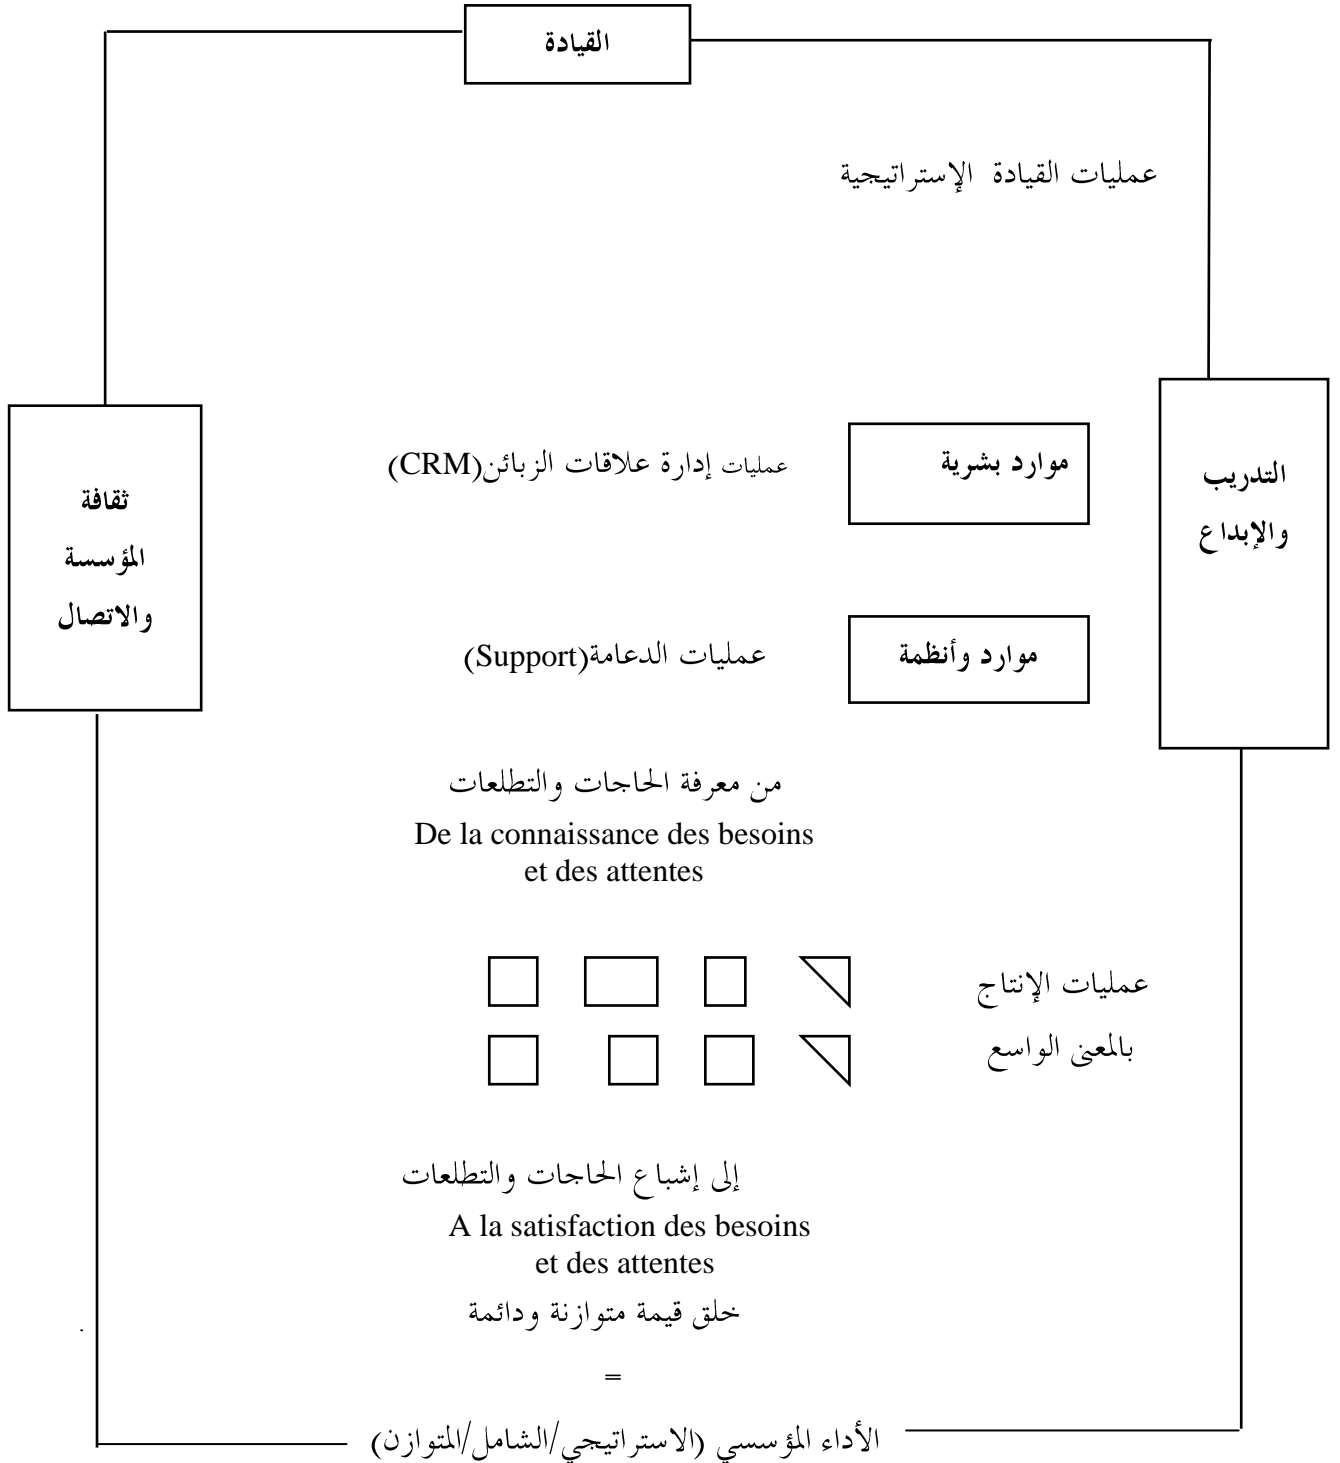 القيادة
عمليات القيادة الإستراتيجية
التدريب
والإبداع
موارد بشرية
عمليات إدارة علاقات الزبائن(CRM)
ثقافة
المؤسسة
والاتصال
موارد وأنظمة
عمليات الدعامة(Support)
من معرفة الحاجات والتطلعات
De la connaissance des besoins
et des attentes
عمليات الإنتاج
بالمعنى الواسع
إلى إشباع الحاجات والتطلعات
A la satisfaction des besoins
et des attentes
خلق قيمة متوازنة ودائمة
=
الأداء المؤسسي (الاستراتيجي/الشامل/المتوازن)